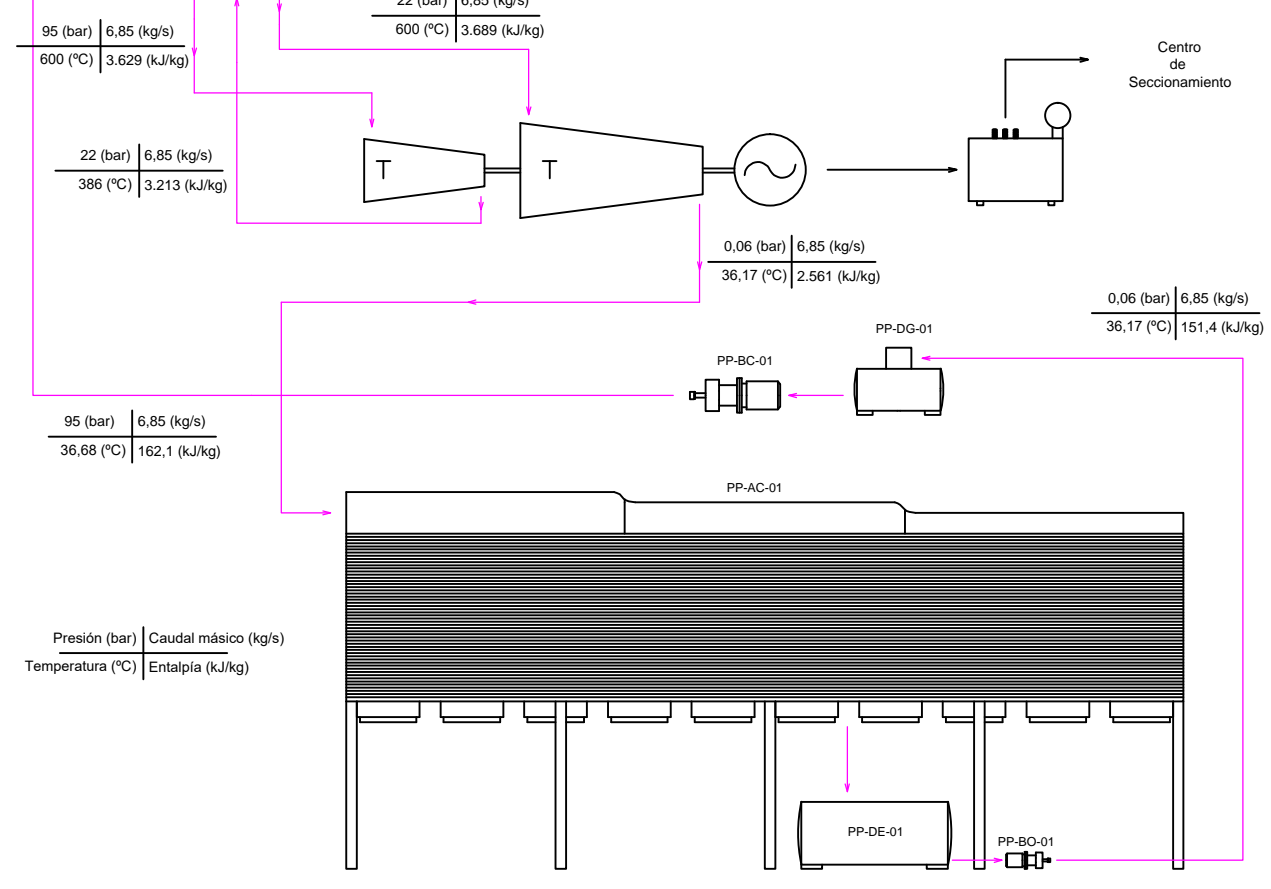 22 (bar) 6,85 (kg/s)
600 (ºC) 3.689 (kJ/kg)
95 (bar) 6,85 (kg/s)
600 (ºC) 3.629 (kJ/kg)
Centro
de
Seccionamiento
22 (bar) 6,85 (kg/s)
386 (ºC) 3.213 (kJ/kg)
T T
0,06 (bar) 6,85 (kg/s)
36,17 (ºC) 2.561 (kJ/kg)
0,06 (bar) 6,85 (kg/s)
36,17 (ºC) 151,4 (kJ/kg)
PP-DG-01
PP-BC-01
95 (bar) 6,85 (kg/s)
36,68 (ºC) 162,1 (kJ/kg)
PP-AC-01
Presión (bar) Caudal másico (kg/s)
Temperatura (ºC) Entalpía (kJ/kg)
PP-DE-01
PP-BO-01